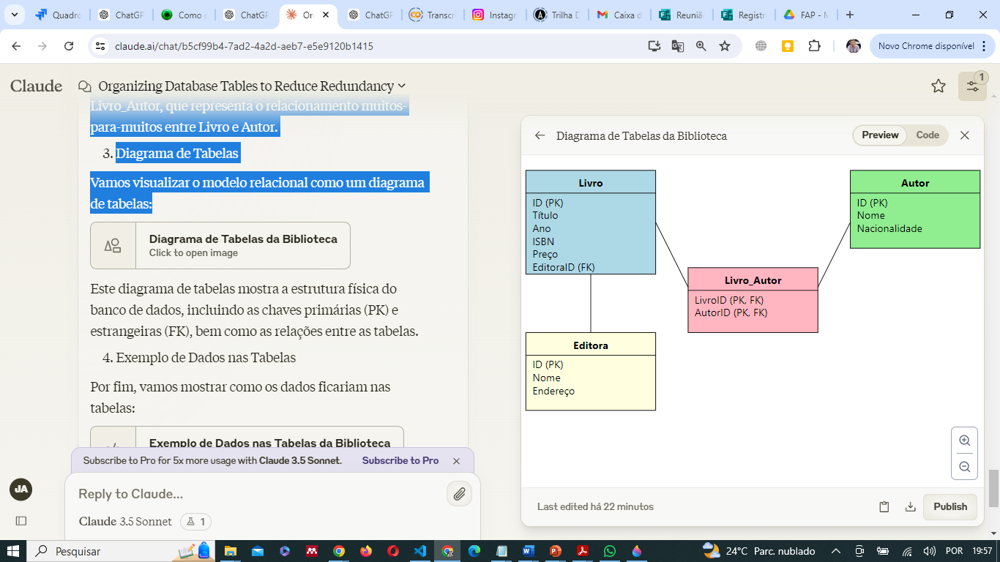 Quadro
ChatGP
Como
ChatGP
Or
ChatGP
Transcr
Instagra
Trilha D
Caixa d
Reunião
Registr
FAP - M
claude.ai/chat/b5cf99b4-7ad2-4a2d-aeb7-e5e9120b1415
Novo Chrome disponível
Claude
Organizing Database Tables to Reduce Redundancy
1
Livro_Autor, que representa o relacionamento muitos-
para-muitos entre Livro e Autor.
3. Diagrama de Tabelas
Vamos visualizar o modelo relacional como um diagrama
de tabelas:
Diagrama de Tabelas da Biblioteca
Click to open image
Este diagrama de tabelas mostra a estrutura física do
banco de dados, incluindo as chaves primárias (PK) e
estrangeiras (FK), bem como as relações entre as tabelas.
4. Exemplo de Dados nas Tabelas
Por fim, vamos mostrar como os dados ficariam nas
tabelas:
Exemplo de Dados nas Tabelas da Biblioteca
Subscribe to Pro for 5x more usage with Claude 3.5 Sonnet.
Subscribe to Pro
JA
Reply to Claude...
Claude 3.5 Sonnet
1
Diagrama de Tabelas da Biblioteca
Preview
Code
Livro
ID (PK)
Título
Ano
ISBN
Preço
EditoraID (FK)
Autor
ID (PK)
Nome
Nacionalidade
Livro_Autor
LivroID (PK, FK)
AutorID (PK, FK)
Editora
ID (PK)
Nome
Endereço
Last edited há 22 minutos
Publish
Pesquisar
24°C Parc. nublado
POR
19:57